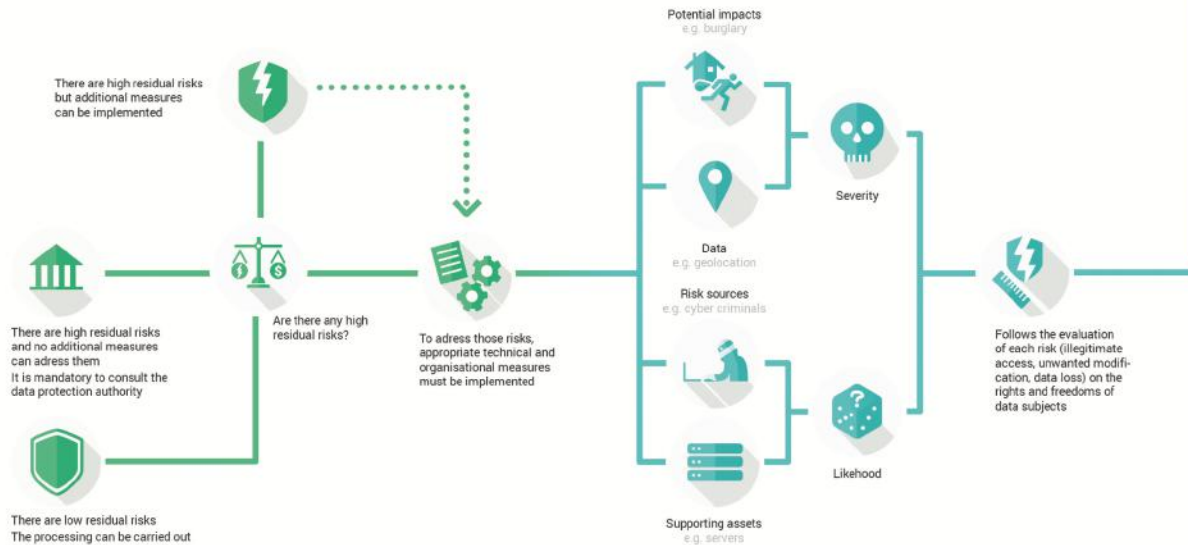 Potential impacts
e.g. burglary
There are high residual risks
but additional measures
can be implemented
Severity
Data
e.g. geolocation
Risk sources
e.g. cyber criminals
Are there any high
residual risks?
There are high residual risks
and no additional measures
can adress them
It is mandatory to consult the
data protection authority
To adress those risks,
appropriate technical and
organisational measures
must be implemented
Follows the evaluation
of each risk (illegitimate
access, unwanted modifi-
cation, data loss) on the
rights and freedoms of
data subjects
?
Likehood
There are low residual risks
The processing can be carried out
Supporting assets
e.g. servers
$